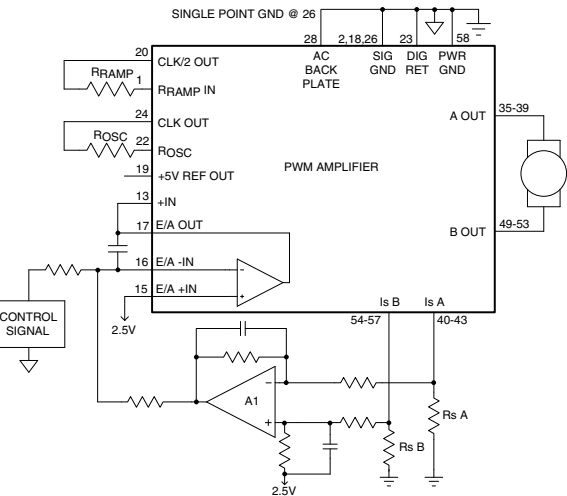 SINGLE POINT GND @ 26
28
2,18,26
23
58
AC
BACK
PLATE
SIG
GND
DIG
RET
PWR
GND
20
CLK/2 OUT
RRAMP
1
RRAMP IN
24
CLK OUT
ROSC
22
ROSC
19
+5V REF OUT
13
+IN
17
E/A OUT
16
E/A -IN
15
E/A +IN
2.5V
-
+
PWM AMPLIFIER
A OUT
35-39
B OUT
49-53
Is B
Is A
54-57
40-43
CONTROL
SIGNAL
A1
-
+
Rs A
Rs B
2.5V